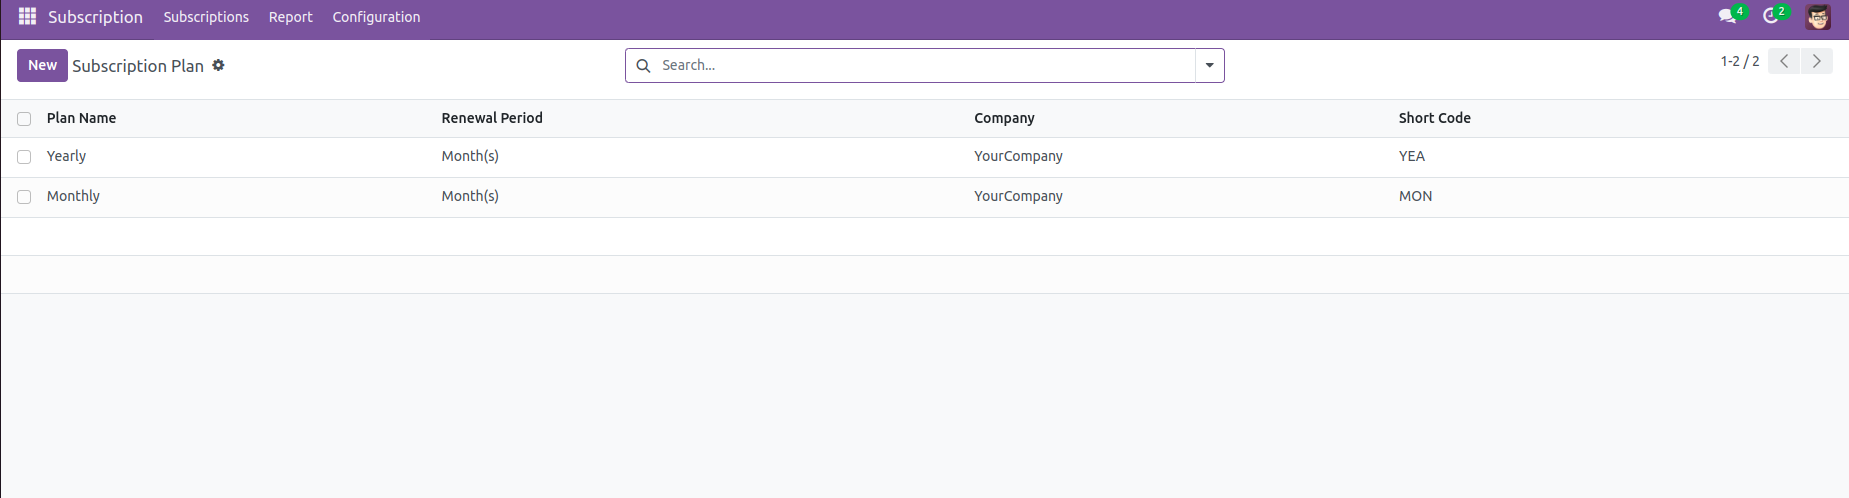 Subscription Subscriptions Report Configuration 4 2
New Subscription Plan Search... 1-2 / 2
Plan Name Renewal Period Company Short Code
Yearly Month(s) YourCompany YEA
Monthly Month(s) YourCompany MON